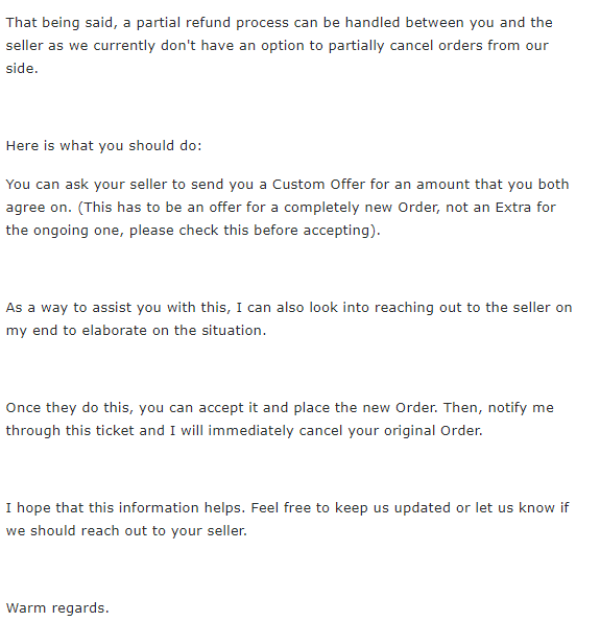 That being said, a partial refund process can be handled between you and the
seller as we currently don't have an option to partially cancel orders from our
side.
Here is what you should do:
You can ask your seller to send you a Custom Offer for an amount that you both
agree on. (This has to be an offer for a completely new Order, not an Extra for
the ongoing one, please check this before accepting).
As a way to assist you with this, I can also look into reaching out to the seller on
my end to elaborate on the situation.
Once they do this, you can accept it and place the new Order. Then, notify me
through this ticket and I will immediately cancel your original Order.
I hope that this information helps. Feel free to keep us updated or let us know if
we should reach out to your seller.
Warm regards.